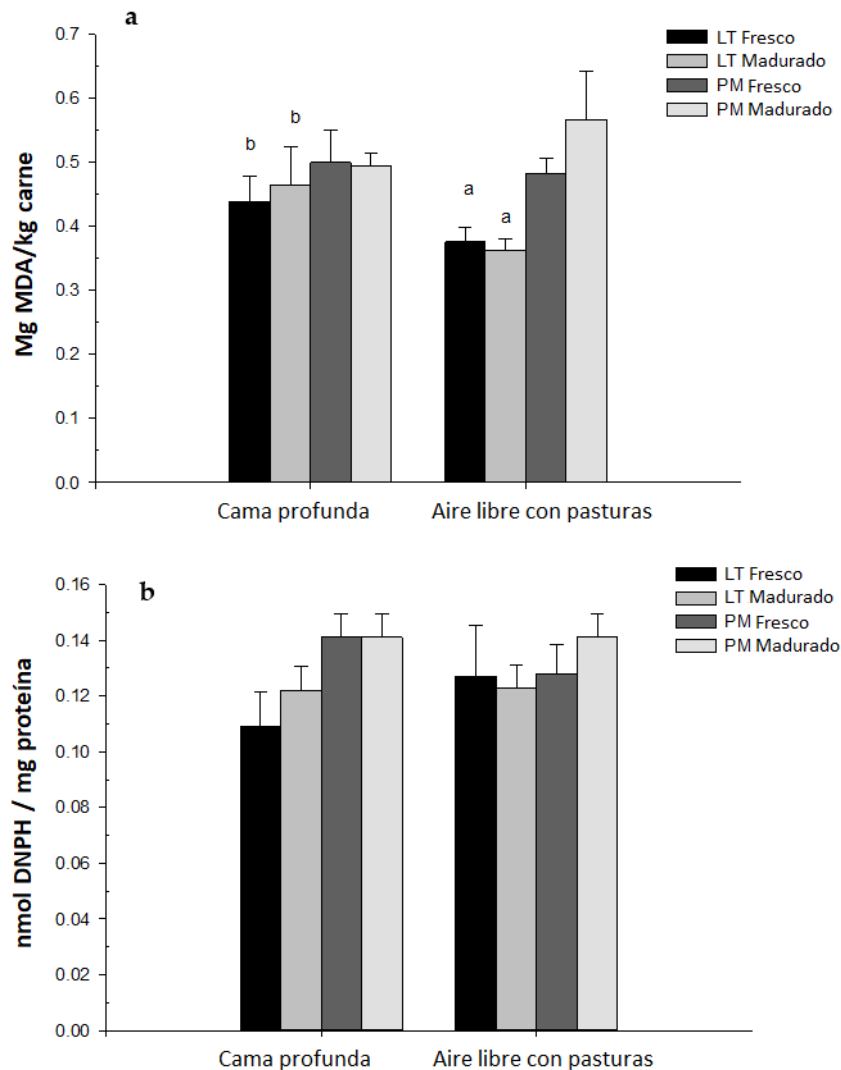 a
0.7
0.6
0.5
0.4
0.3
0.2
0.1
0.0
Mg MDA/kg carne
b
b
a
a
LT Fresco
LT Madurado
PM Fresco
PM Madurado
Cama profunda
Aire libre con pasturas
b
0.16
0.14
0.12
0.10
0.08
0.06
0.04
0.02
0.00
nmol DNPH / mg proteína
LT Fresco
LT Madurado
PM Fresco
PM Madurado
Cama profunda
Aire libre con pasturas